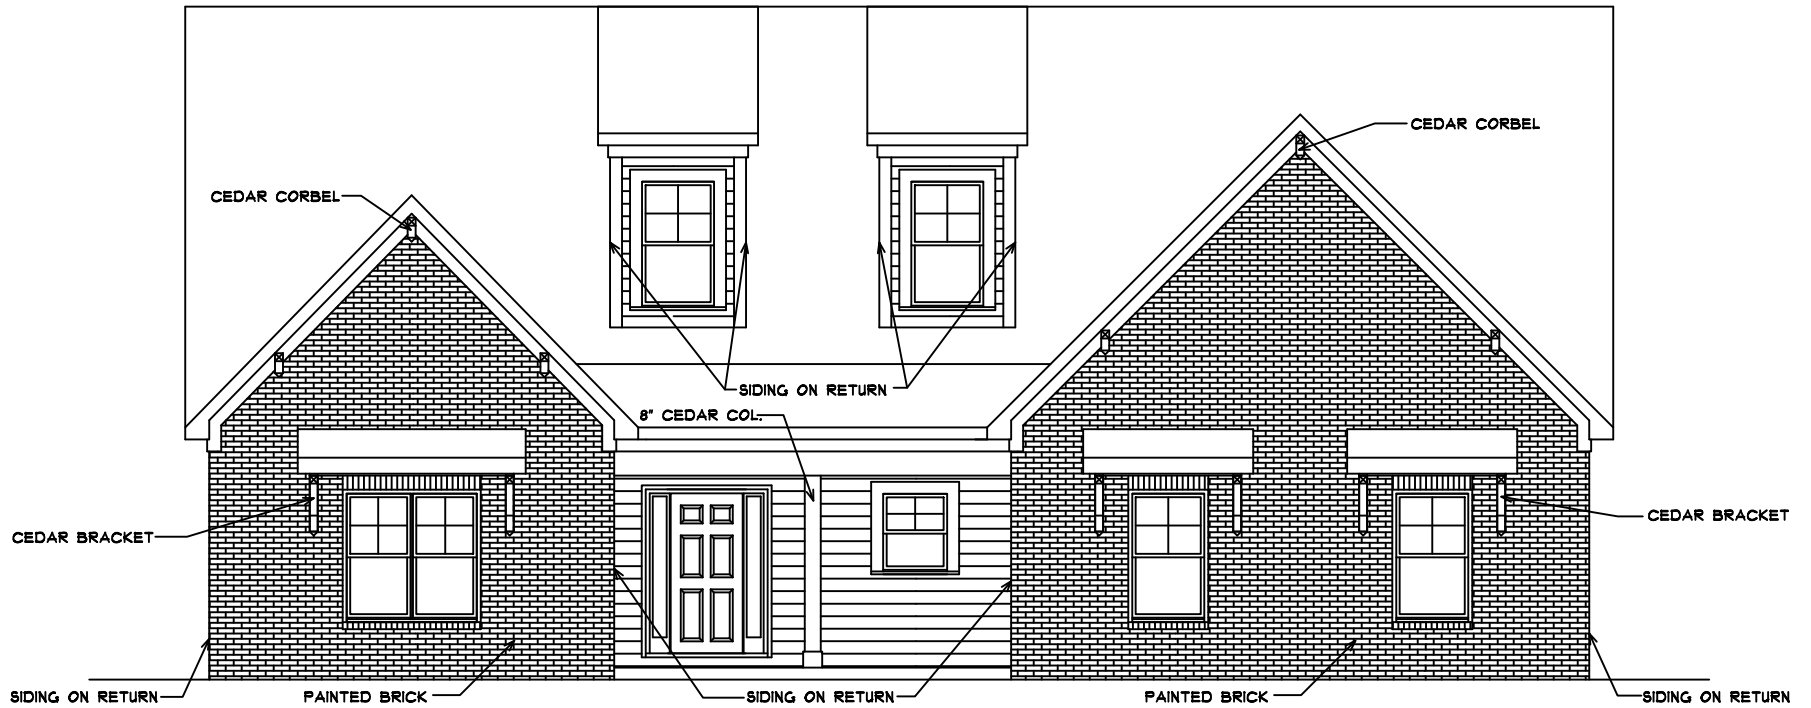 CEDAR CORBEL
CEDAR CORBEL
SIDING ON RETURN
8" CEDAR COL.
CEDAR BRACKET
CEDAR BRACKET
SIDING ON RETURN
PAINTED BRICK
SIDING ON RETURN
PAINTED BRICK
SIDING ON RETURN